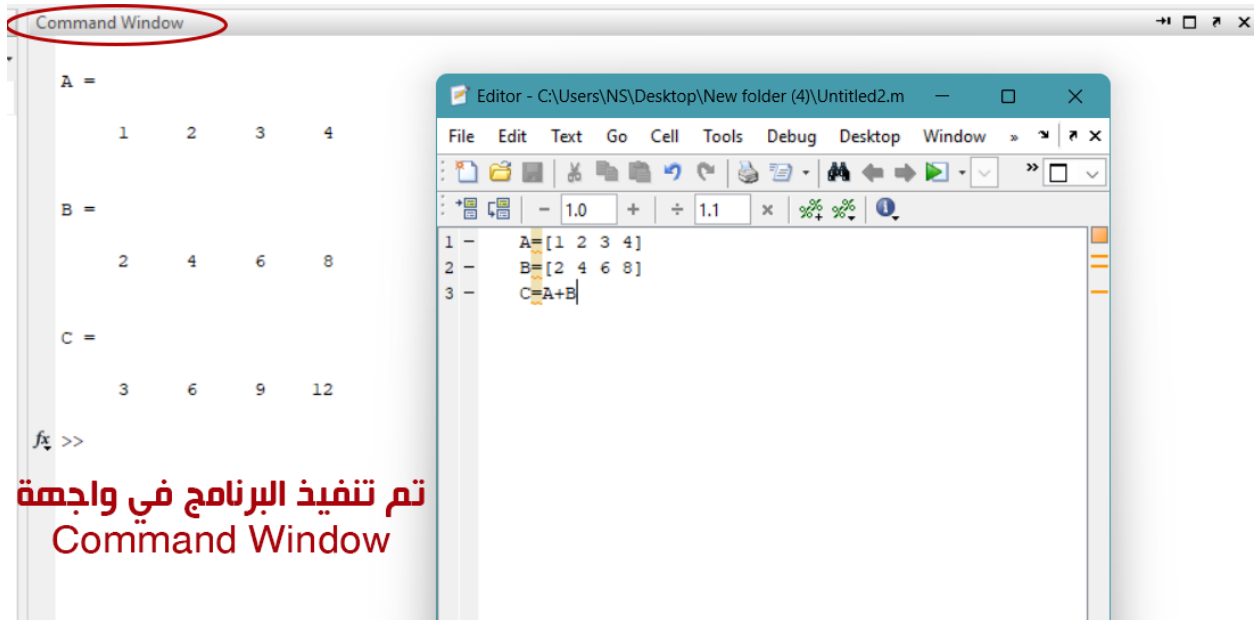 Command Window
A =
1 2 3 4
B =
2 4 6 8
C =
3 6 9 12
fx >>
تم تنفيذ البرنامج في واجهة
Command Window
Editor - C:\Users\NS\Desktop\New folder (4)\Untitled2.m
File Edit Text Go Cell Tools Debug Desktop Window »
- 1.0 + ÷ 1.1 ×
1 - A=[1 2 3 4]
2 - B=[2 4 6 8]
3 - C=A+B